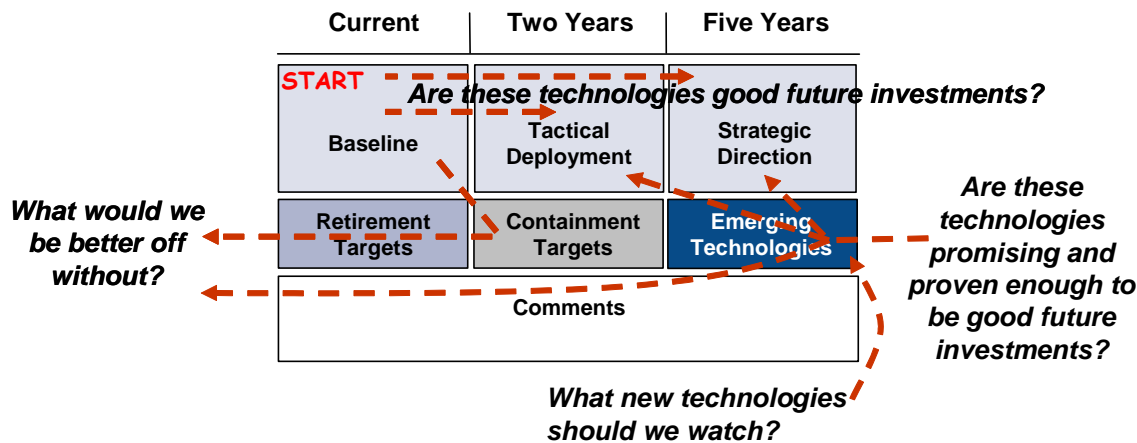 Current
Two Years
Five Years
START
Are these technologies good future investments?
Baseline
Tactical
Deployment
Strategic
Direction
What would we
be better off
without?
Retirement
Targets
Containment
Targets
Emerging
Technologies
Are these
technologies
promising and
proven enough to
be good future
investments?
Comments
What new technologies
should we watch?